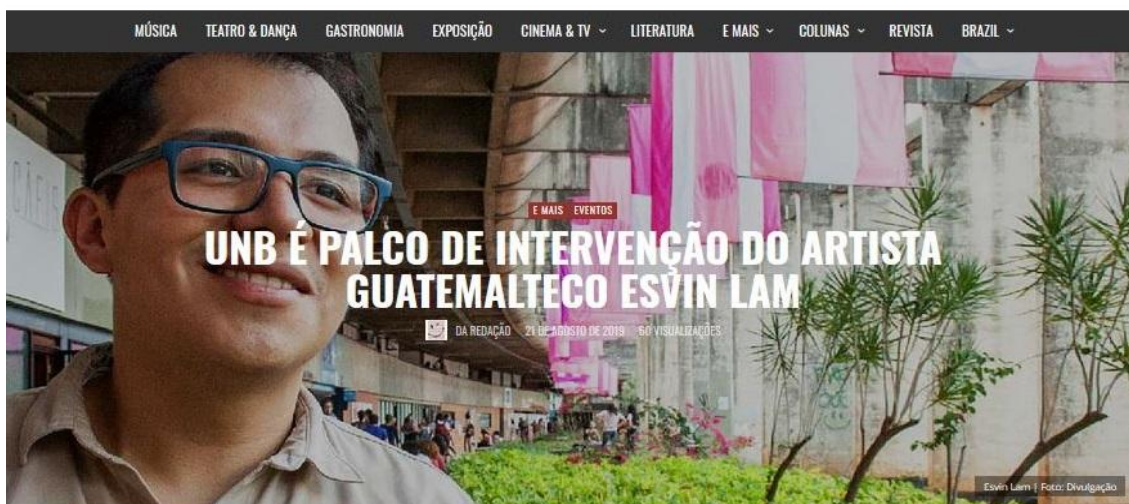 MÚSICA TEATRO & DANÇA GASTRONOMIA EXPOSIÇÃO CINEMA & TV LITERATURA E MAIS COLUNAS REVISTA BRAZIL
E MAIS EVENTOS
UNB É PALCO DE INTERVENÇÃO DO ARTISTA
GUATEMALTECO ESVIN LAM
DA REDAÇÃO 21 DE AGOSTO DE 2019 60 VISUALIZAÇÕES
Esvin Lam | Foto: Divulgação